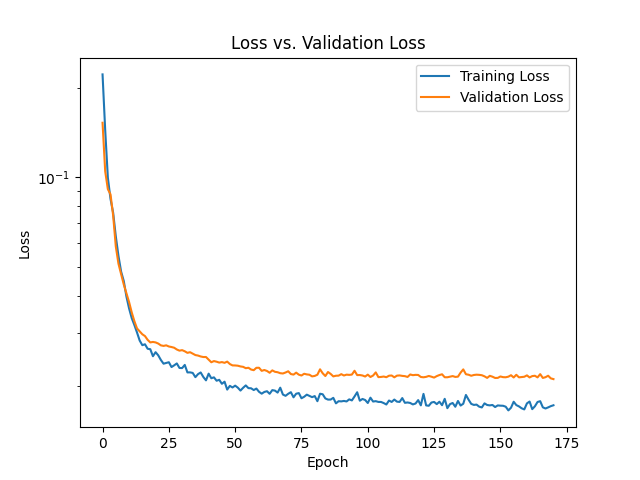 Loss vs. Validation Loss
Training Loss
Validation Loss
10⁻¹
Loss
0 25 50 75 100 125 150 175
Epoch